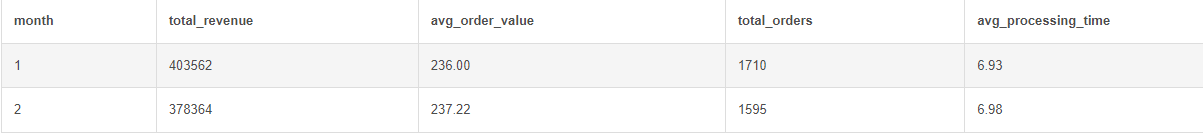 month total_revenue avg_order_value total_orders avg_processing_time
1 403562 236.00 1710 6.93
2 378364 237.22 1595 6.98